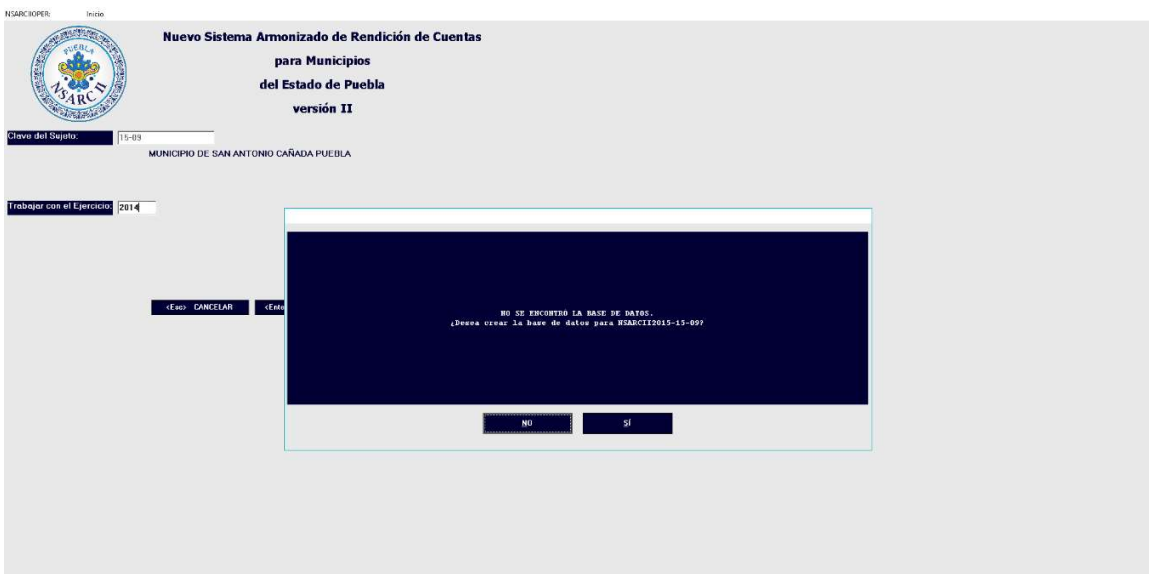 NSARCIIOPER: Inicio
Nuevo Sistema Armonizado de Rendición de Cuentas
para Municipios
del Estado de Puebla
versión II
PUEBLA
NSARC II
Clave del Sujeto: 15-09
MUNICIPIO DE SAN ANTONIO CAÑADA PUEBLA
Trabajar con el Ejercicio: 2014
<Esc> CANCELAR <Ente
NO SE ENCONTRÓ LA BASE DE DATOS.
¿Desea crear la base de datos para NSARCII2015-15-09?
NO SÍ